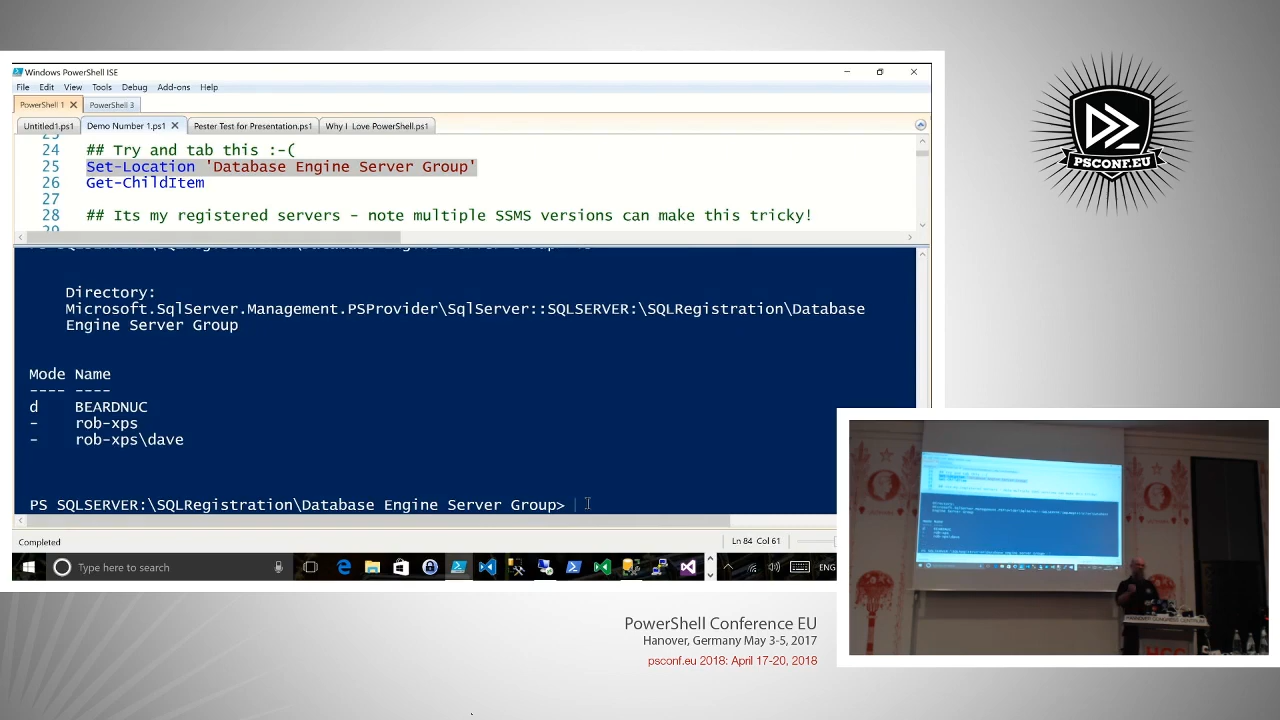 Windows PowerShell ISE
File Edit View Tools Debug Add-ons Help
PowerShell 1 PowerShell 3
Untitled1.ps1 Demo Number 1.ps1 Pester Test for Presentation.ps1 Why I Love PowerShell.ps1
24 ## Try and tab this :-(
25 Set-Location 'Database Engine Server Group'
26 Get-ChildItem
27
28 ## Its my registered servers - note multiple SSMS versions can make this tricky!
Directory:
Microsoft.SqlServer.Management.PSProvider\SqlServer::SQLSERVER:\SQLRegistration\Database
Engine Server Group
Mode Name
---- ----
d BEARDNUC
- rob-xps
- rob-xps\dave
PS SQLSERVER:\SQLRegistration\Database Engine Server Group>
Completed Ln 84 Col 61
Type here to search ENG
PSCONF.EU
HANNOVER CONGRESS CENTRUM
HCC
PowerShell Conference EU
Hanover, Germany May 3-5, 2017
psconf.eu 2018: April 17-20, 2018